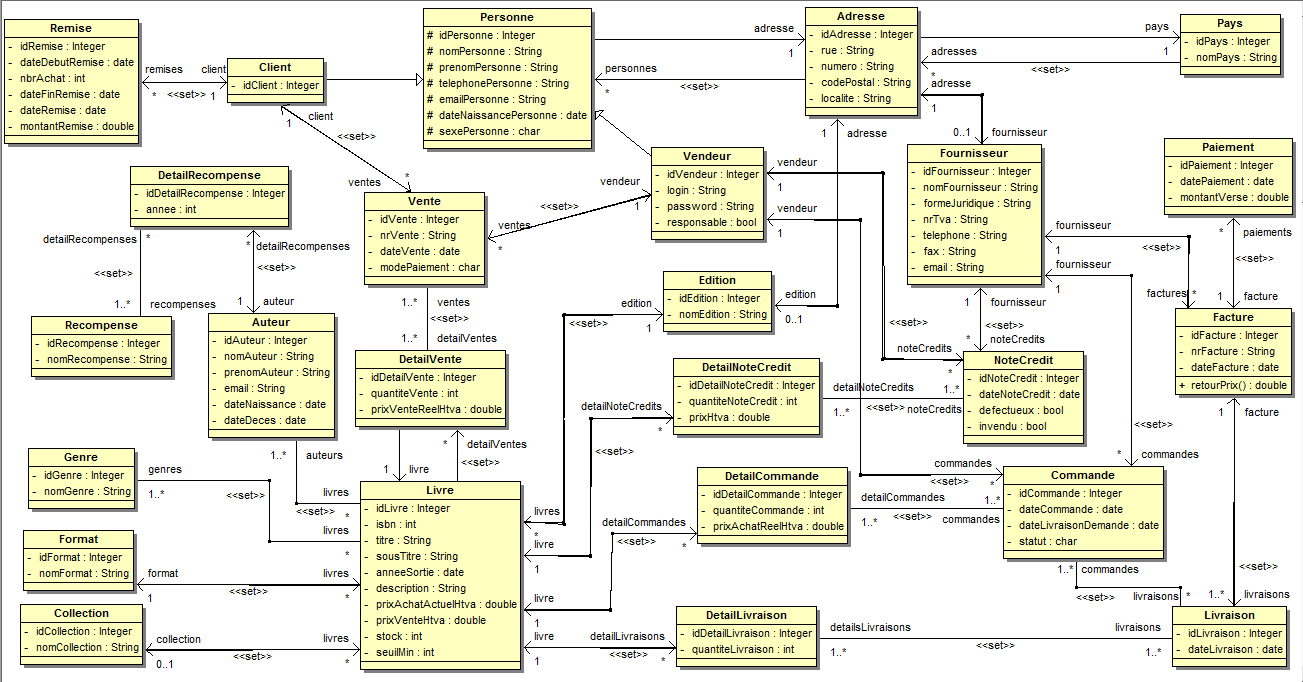 Remise
- idRemise : Integer
- dateDebutRemise : date
- nbrAchat : int
- dateFinRemise : date
- dateRemise : date
- montantRemise : double
remises
client
* <<set>> 1
Client
- idClient : Integer
Personne
# idPersonne : Integer
# nomPersonne : String
# prenomPersonne : String
# telephonePersonne : String
# emailPersonne : String
# dateNaissancePersonne : date
# sexePersonne : char
adresse
1
personnes
* <<set>>
Adresse
- idAdresse : Integer
- rue : String
- numero : String
- codePostal : String
- localite : String
pays
1
adresses
* <<set>>
Pays
- idPays : Integer
- nomPays : String
adresse
1
0..1 fournisseur
1 adresse
client
1
<<set>>
ventes *
DetailRecompense
- idDetailRecompense : Integer
- annee : int
detailRecompenses *
<<set>>
1..* recompenses
* detailRecompenses
<<set>>
1 auteur
Vente
- idVente : Integer
- nrVente : String
- dateVente : date
- modePaiement : char
vendeur
1
<<set>>
ventes
*
Vendeur
- idVendeur : Integer
- login : String
- password : String
- responsable : bool
vendeur
1
vendeur
1
Fournisseur
- idFournisseur : Integer
- nomFournisseur : String
- formeJuridique : String
- nrTva : String
- telephone : String
- fax : String
- email : String
Paiement
- idPaiement : Integer
- datePaiement : date
- montantVerse : double
* paiements
<<set>>
1 facture
fournisseur
1
<<set>>
factures *
fournisseur
1
<<set>>
* commandes
1 fournisseur
<<set>>
* noteCredits
Recompense
- idRecompense : Integer
- nomRecompense : String
Auteur
- idAuteur : Integer
- nomAuteur : String
- prenomAuteur : String
- email : String
- dateNaissance : date
- dateDeces : date
1..* ventes
<<set>>
1..* detailVentes
Edition
- idEdition : Integer
- nomEdition : String
edition
<<set>> 1
edition
0..1
<<set>>
noteCredits
*
Facture
- idFacture : Integer
- nrFacture : String
- dateFacture : date
+ retourPrix() : double
1 facture
<<set>>
1..* livraisons
DetailVente
- idDetailVente : Integer
- quantiteVente : int
- prixVenteReelHtva : double
DetailNoteCredit
- idDetailNoteCredit : Integer
- quantiteNoteCredit : int
- prixHtva : double
NoteCredit
- idNoteCredit : Integer
- dateNoteCredit : date
- defectueux : bool
- invendu : bool
detailNoteCredits 1..*
1..* <<set>> noteCredits
detailNoteCredits
*
<<set>>
* detailVentes
<<set>>
1 livre
1..* auteurs
livres
<<set>> *
Genre
- idGenre : Integer
- nomGenre : String
genres
1..* <<set>>
livres
*
Format
- idFormat : Integer
- nomFormat : String
format
1
<<set>>
livres
*
Collection
- idCollection : Integer
- nomCollection : String
collection
0..1
<<set>>
livres
*
Livre
- idLivre : Integer
- isbn : int
- titre : String
- sousTitre : String
- anneeSortie : date
- description : String
- prixAchatActuelHtva : double
- prixVenteHtva : double
- stock : int
- seuilMin : int
livres
*
livre
1
livre
1
livre
1
detailCommandes
<<set>> *
detailLivraisons
<<set>> *
DetailCommande
- idDetailCommande : Integer
- quantiteCommande : int
- prixAchatReelHtva : double
detailCommandes 1..*
1..* <<set>> commandes
commandes
<<set>> *
Commande
- idCommande : Integer
- dateCommande : date
- dateLivraisonDemande : date
- statut : char
1..* commandes
<<set>>
livraisons *
DetailLivraison
- idDetailLivraison : Integer
- quantiteLivraison : int
detailsLivraisons
1..*
<<set>>
livraisons
1..*
Livraison
- idLivraison : Integer
- dateLivraison : date